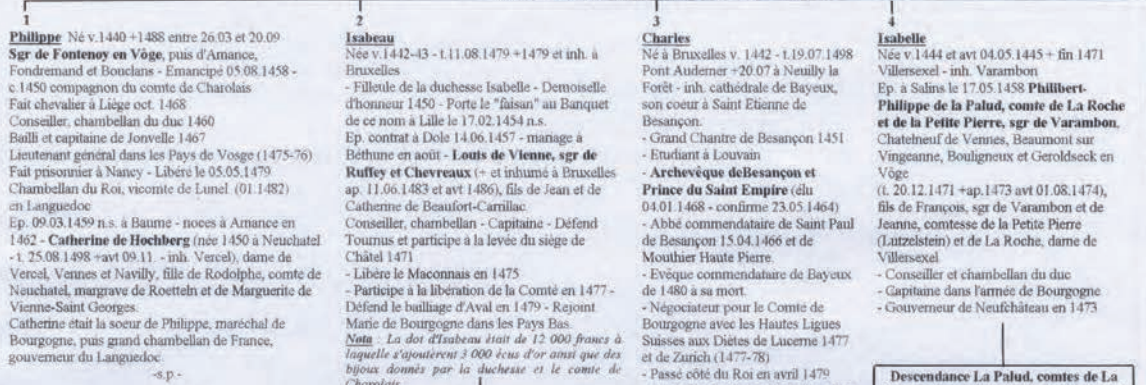 1
Philippe Né v.1440 +1488 entre 26.03 et 20.09
Sgr de Fontenoy en Vôge, puis d'Amance,
Fondremand et Bouclans - Emancipé 05.08.1458 -
c.1450 compagnon du comte de Charolais
Fait chevalier à Liège oct. 1468
Conseiller, chambellan du duc 1460
Bailli et capitaine de Jonvelle 1467
Lieutenant général dans les Pays de Vosge (1475-76)
Fait prisonnier à Nancy - Libéré le 05.05.1479
Chambellan du Roi, vicomte de Lunel (01.1482)
en Languedoc
Ep. 09.03.1459 n.s. à Baume - noces à Amance en
1462 - Catherine de Hochberg (née 1450 à Neuchatel
- t. 25.08.1498 +avt 09.11. - inh. Vercel), dame de
Vercel, Vennes et Navilly, fille de Rodolphe, comte de
Neuchatel, margrave de Roetteln et de Marguerite de
Vienne-Saint Georges.
Catherine était la soeur de Philippe, maréchal de
Bourgogne, puis grand chambellan de France,
gouverneur du Languedoc.
-s.p.-
2
Isabeau
Née v.1442-43 - t.11.08.1479 +1479 et inh. à
Bruxelles
- Filleule de la duchesse Isabelle - Demoiselle
d'honneur 1450 - Porte le "faisan" au Banquet
de ce nom à Lille le 17.02.1454 n.s.
Ep. contrat à Dole 14.06.1457 - mariage à
Béthune en août - Louis de Vienne, sgr de
Ruffey et Chevreaux (+ et inhumé à Bruxelles
ap. 11.06.1483 et avt 1486), fils de Jean et de
Catherine de Beaufort-Carrillac
Conseiller, chambellan - Capitaine - Défend
Tournus et participe à la levée du siège de
Châtel 1471
- Libère le Maconnais en 1475
- Participe à la libération de la Comté en 1477 -
Défend le bailliage d'Aval en 1479 - Rejoint
Marie de Bourgogne dans les Pays Bas.
Nota : La dot d'Isabeau était de 12 000 francs à
laquelle s'ajoutèrent 3 000 écus d'or ainsi que des
bijoux donnés par la duchesse et le comte de
Charolais
3
Charles
Né à Bruxelles v. 1442 - t.19.07.1498
Pont Audemer +20.07 à Neuilly la
Forêt - inh. cathédrale de Bayeux,
son coeur à Saint Etienne de
Besançon.
- Grand Chantre de Besançon 1451
- Etudiant à Louvain
- Archevêque deBesançon et
Prince du Saint Empire (élu
04.01.1468 - confirme 23.05.1464)
- Abbé commendataire de Saint Paul
de Besançon 15.04.1466 et de
Mouthier Haute Pierre.
- Evêque commendataire de Bayeux
de 1480 à sa mort.
- Négociateur pour le Comte de
Bourgogne avec les Hautes Ligues
Suisses aux Diètes de Lucerne 1477
et de Zurich (1477-78)
- Passé côté du Roi en avril 1479
4
Isabelle
Née v.1444 et avt 04.05.1445 + fin 1471
Villersexel - inh. Varambon
Ep. à Salins le 17.05.1458 Philibert-
Philippe de la Palud, comte de La Roche
et de la Petite Pierre, sgr de Varambon,
Chatelneuf de Vennes, Beaumont sur
Vingeanne, Bouligneux et Geroldseck en
Vôge
(t. 20.12.1471 +ap.1473 avt 01.08.1474),
fils de François, sgr de Varambon et de
Jeanne, comtesse de la Petite Pierre
(Lutzelstein) et de La Roche, dame de
Villersexel
- Conseiller et chambellan du duc
- Capitaine dans l'armée de Bourgogne
- Gouverneur de Neufchâteau en 1473
Descendance La Palud, comtes de La